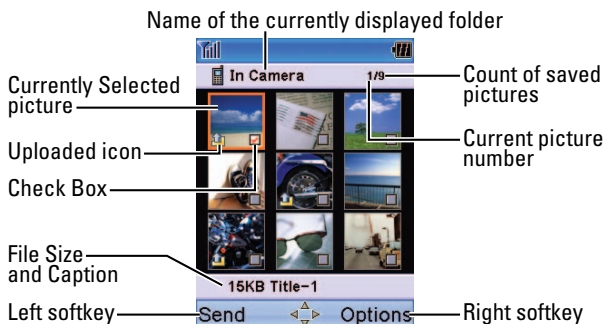 Name of the currently displayed folder
In Camera 1/9
Currently Selected
picture
Count of saved
pictures
Uploaded icon
Current picture
number
Check Box
File Size
and Caption
15KB Title-1
Left softkey
Send Options
Right softkey